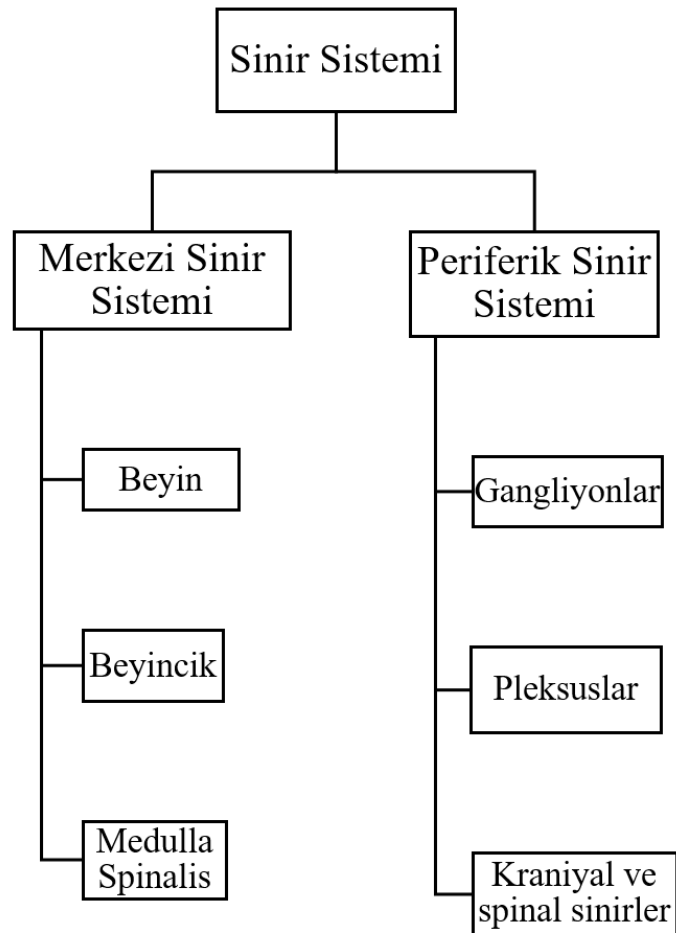 Sinir Sistemi
Merkezi Sinir
Sistemi
Periferik Sinir
Sistemi
Beyin
Gangliyonlar
Beyincik
Pleksuslar
Medulla
Spinalis
Kraniyal ve
spinal sinirler